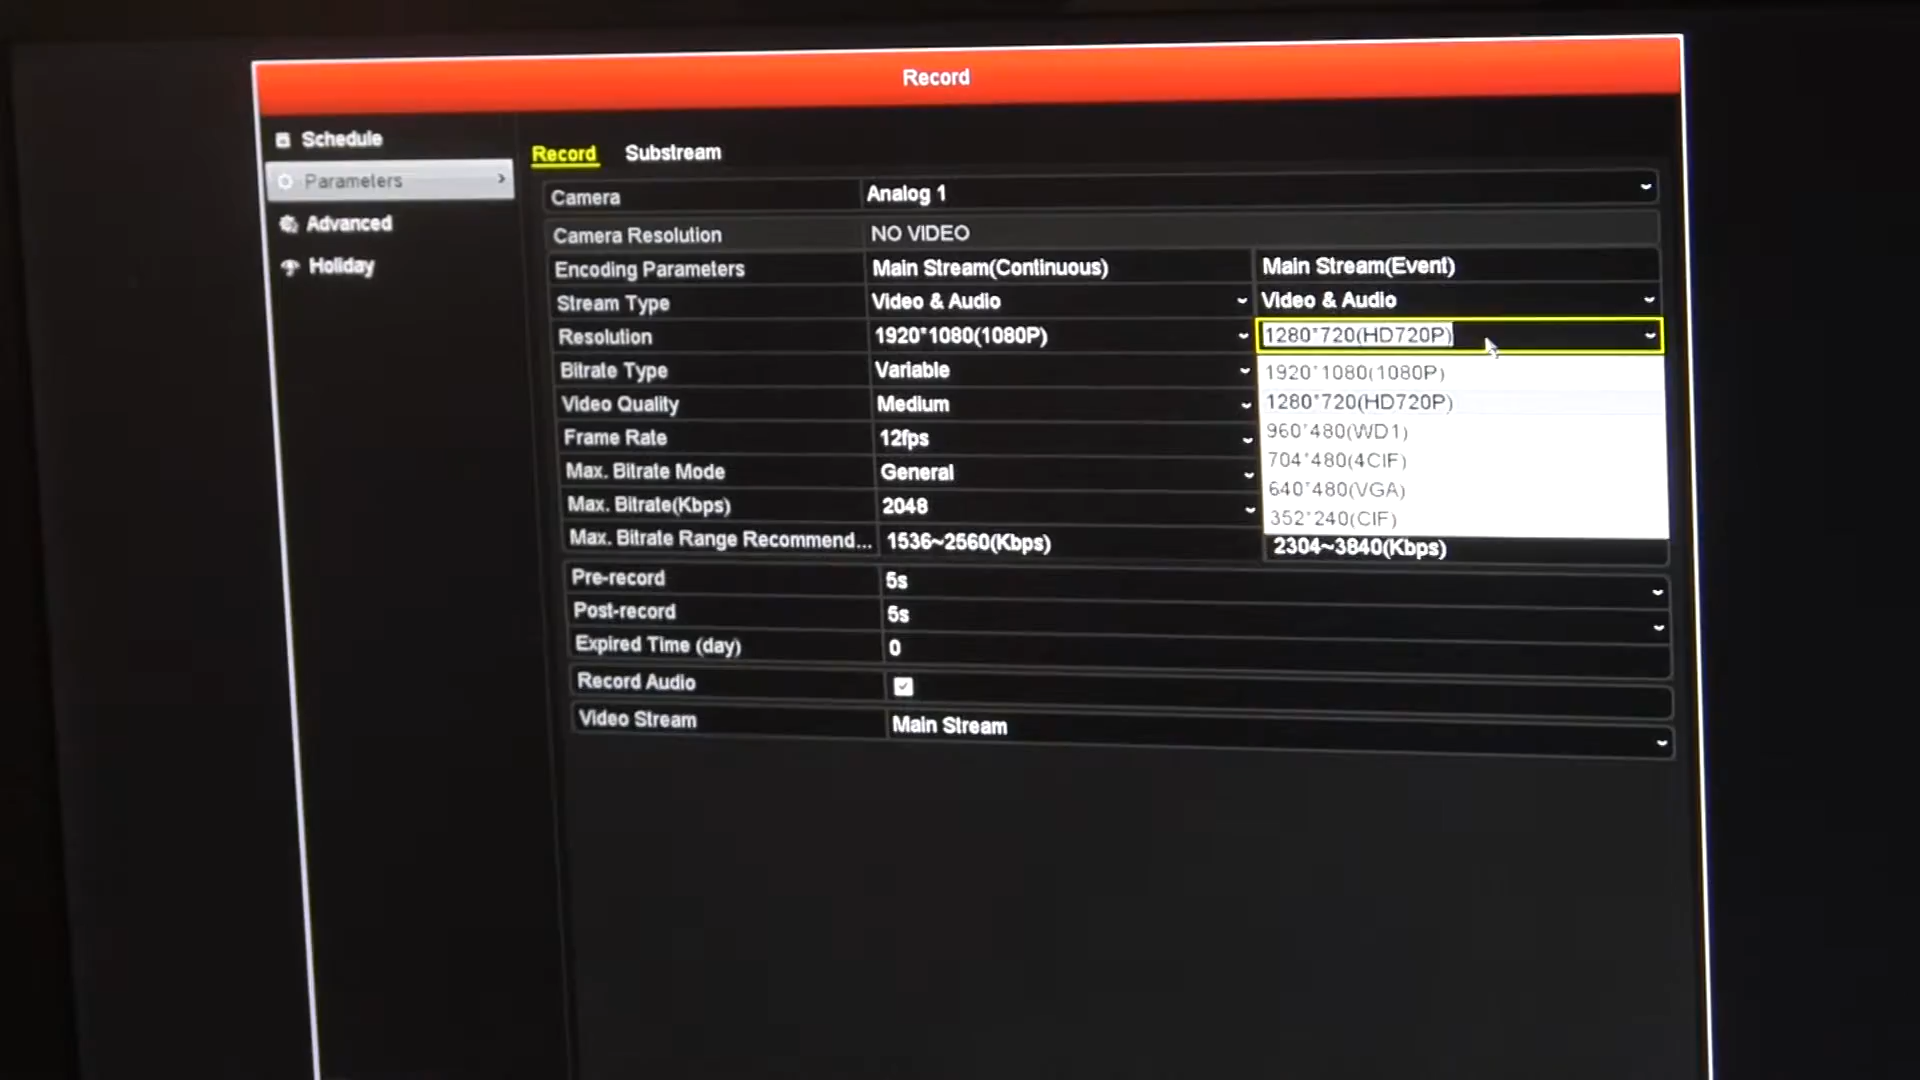 Record
Schedule
Parameters
Advanced
Holiday
Record Substream
Camera Analog 1
Camera Resolution NO VIDEO
Encoding Parameters Main Stream(Continuous) Main Stream(Event)
Stream Type Video & Audio Video & Audio
Resolution 1920*1080(1080P) 1280*720(HD720P)
Bitrate Type Variable 1920*1080(1080P)
Video Quality Medium 1280*720(HD720P)
Frame Rate 12fps 960*480(WD1)
Max. Bitrate Mode General 704*480(4CIF)
640*480(VGA)
Max. Bitrate(Kbps) 2048 352*240(CIF)
Max. Bitrate Range Recommend... 1536~2560(Kbps) 2304~3840(Kbps)
Pre-record 5s
Post-record 5s
Expired Time (day) 0
Record Audio
Video Stream Main Stream